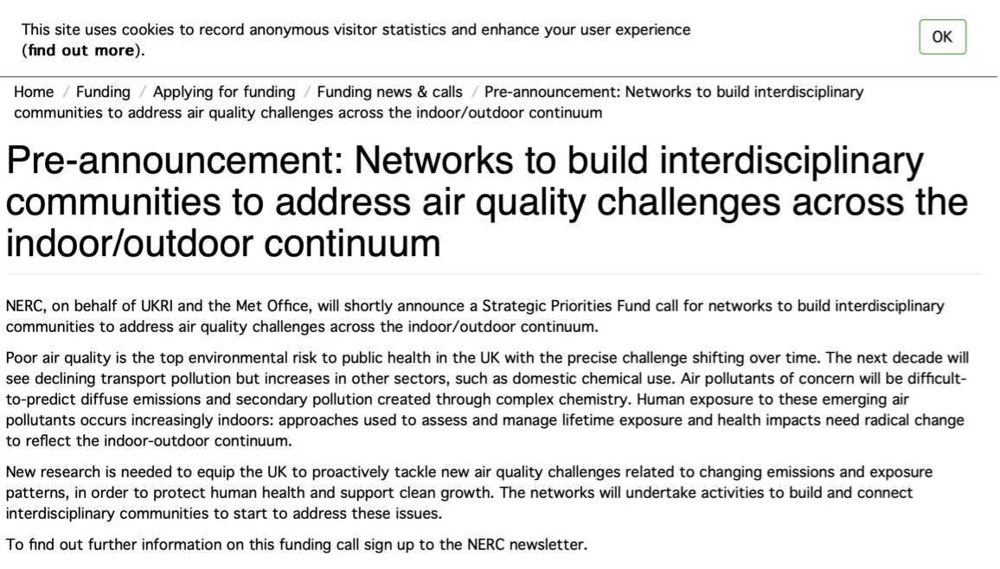 This site uses cookies to record anonymous visitor statistics and enhance your user experience
(find out more).
OK
Home / Funding / Applying for funding / Funding news & calls / Pre-announcement: Networks to build interdisciplinary
communities to address air quality challenges across the indoor/outdoor continuum
Pre-announcement: Networks to build interdisciplinary
communities to address air quality challenges across the
indoor/outdoor continuum
NERC, on behalf of UKRI and the Met Office, will shortly announce a Strategic Priorities Fund call for networks to build interdisciplinary
communities to address air quality challenges across the indoor/outdoor continuum.
Poor air quality is the top environmental risk to public health in the UK with the precise challenge shifting over time. The next decade will
see declining transport pollution but increases in other sectors, such as domestic chemical use. Air pollutants of concern will be difficult-
to-predict diffuse emissions and secondary pollution created through complex chemistry. Human exposure to these emerging air
pollutants occurs increasingly indoors: approaches used to assess and manage lifetime exposure and health impacts need radical change
to reflect the indoor-outdoor continuum.
New research is needed to equip the UK to proactively tackle new air quality challenges related to changing emissions and exposure
patterns, in order to protect human health and support clean growth. The networks will undertake activities to build and connect
interdisciplinary communities to start to address these issues.
To find out further information on this funding call sign up to the NERC newsletter.